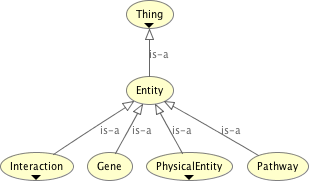 Thing
is-a
Entity
is-a is-a is-a is-a
Interaction Gene PhysicalEntity Pathway